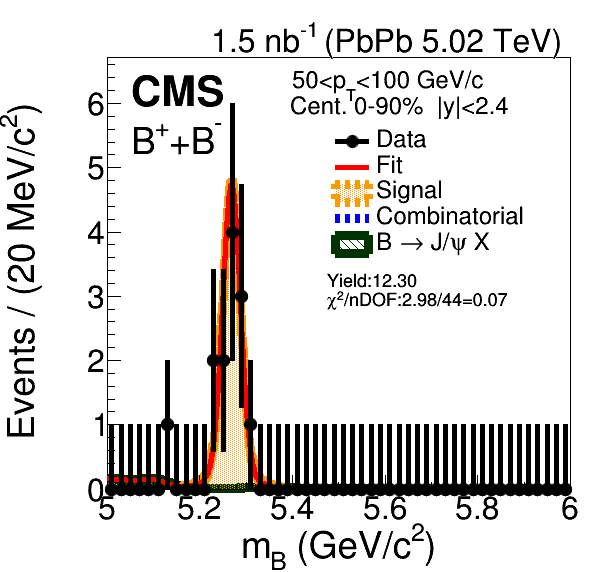 1.5 nb⁻¹ (PbPb 5.02 TeV)
CMS
B⁺+B⁻
50<p_T<100 GeV/c
Cent. 0-90% |y|<2.4
Data
Fit
Signal
Combinatorial
B → J/ψ X
Yield:12.30
χ²/nDOF:2.98/44=0.07
Events / (20 MeV/c²)
6
5
4
3
2
1
0
5
5.2
5.4
5.6
5.8
6
m_B (GeV/c²)